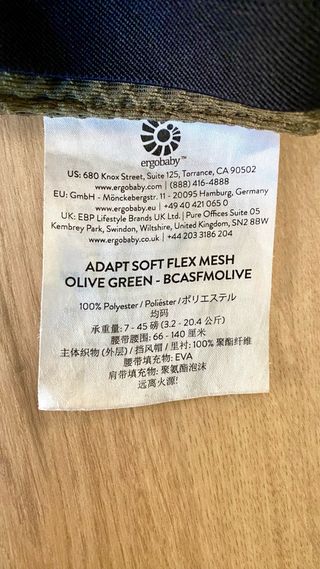 ergobaby™
US: 680 Knox Street, Suite 125, Torrance, CA 90502
www.ergobaby.com | (888) 416-4888
EU: GmbH - Mönckebergstr. 11 - 20095 Hamburg, Germany
www.ergobaby.eu | +49 40 421 065 0
UK: EBP Lifestyle Brands UK Ltd. | Pure Offices Suite 05
Kembrey Park, Swindon, Wiltshire, United Kingdom, SN2 8BW
www.ergobaby.co.uk | +44 203 3186 204
ADAPT SOFT FLEX MESH
OLIVE GREEN - BCASFMOLIVE
100% Polyester / Poliéster / ポリエステル
均码
承重量: 7 - 45 磅 (3.2 - 20.4 公斤)
腰带腰围: 66 - 140 厘米
主体织物 (外层) / 挡风帽 / 里衬: 100% 聚酯纤维
腰带填充物: EVA
肩带填充物: 聚氨酯泡沫
远离火源!